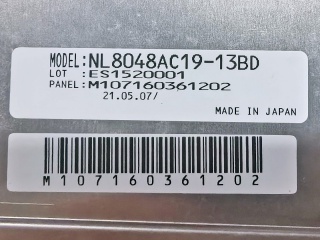 MODEL: NL8048AC19-13BD
LOT : ES1520001
PANEL: M107160361202
21.05.07/
MADE IN JAPAN
M107160361202